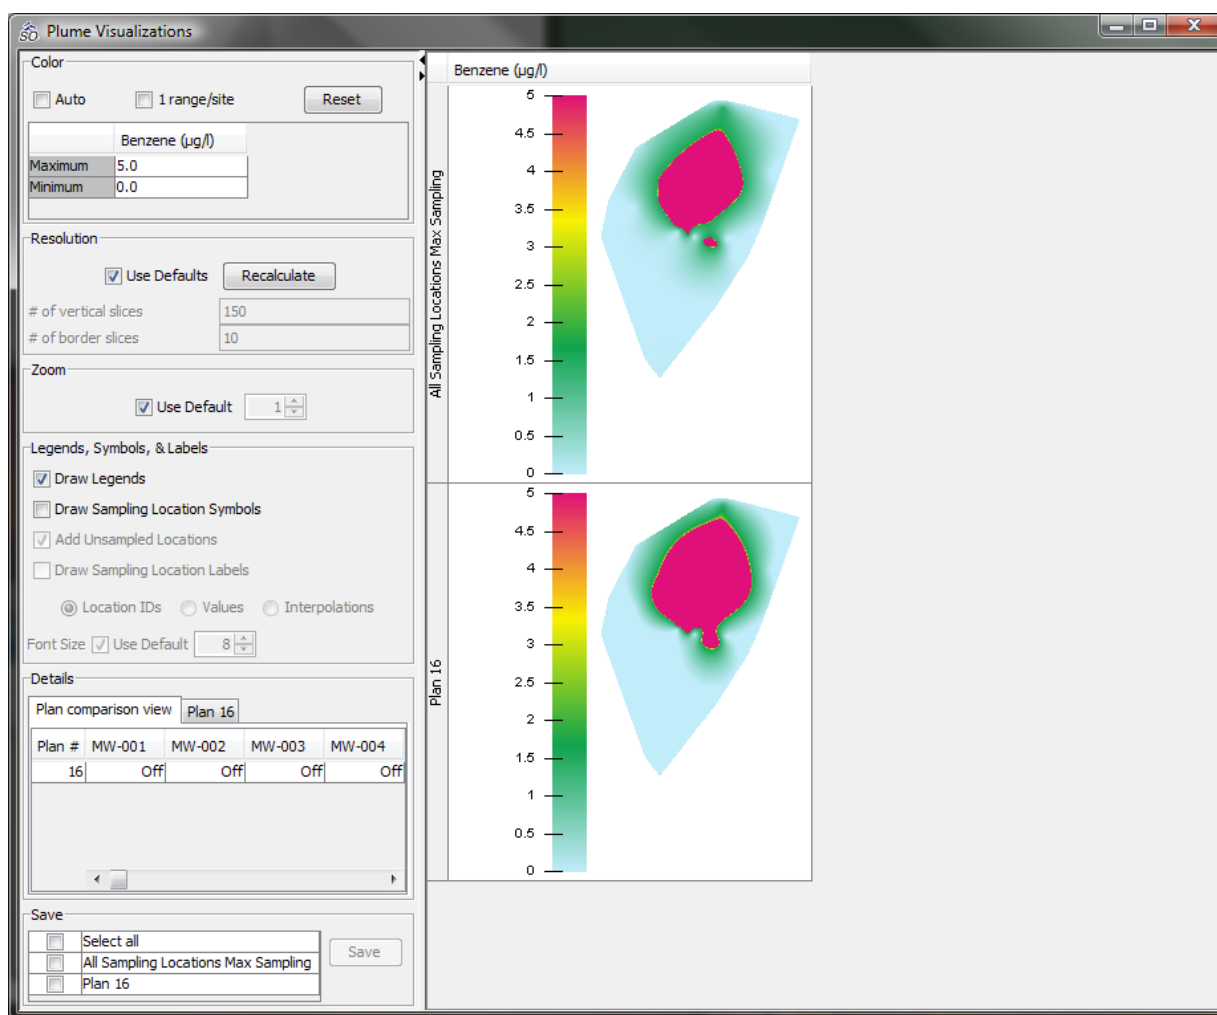 Plume Visualizations
Color
Auto
1 range/site
Reset
Benzene (µg/l)
Maximum 5.0
Minimum 0.0
Resolution
Use Defaults
Recalculate
# of vertical slices 150
# of border slices 10
Zoom
Use Default 1
Legends, Symbols, & Labels
Draw Legends
Draw Sampling Location Symbols
Add Unsampled Locations
Draw Sampling Location Labels
Location IDs Values Interpolations
Font Size Use Default 8
Details
Plan comparison view Plan 16
Plan # MW-001 MW-002 MW-003 MW-004
16 Off Off Off Off
Save
Select all
All Sampling Locations Max Sampling
Plan 16
Save
Benzene (µg/l)
All Sampling Locations Max Sampling
5
4.5
4
3.5
3
2.5
2
1.5
1
0.5
0
Plan 16
5
4.5
4
3.5
3
2.5
2
1.5
1
0.5
0